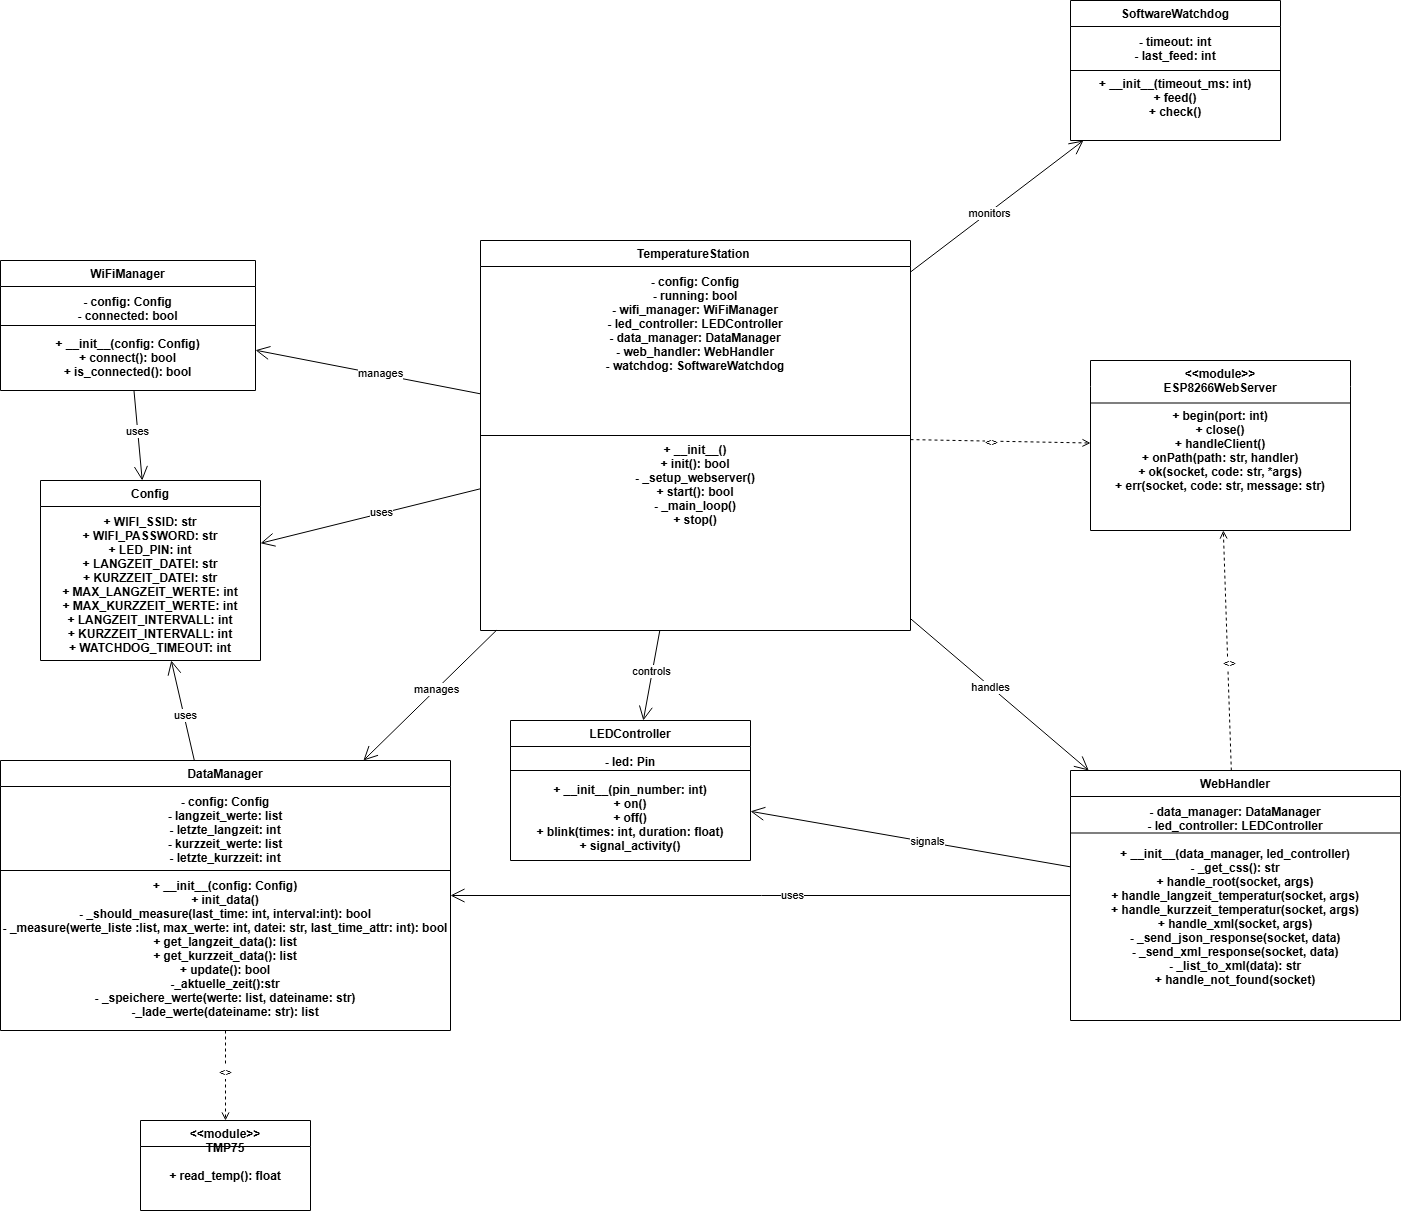 SoftwareWatchdog
- timeout: int
- last_feed: int
+ __init__(timeout_ms: int)
+ feed()
+ check()
monitors
TemperatureStation
- config: Config
- running: bool
- wifi_manager: WiFiManager
- led_controller: LEDController
- data_manager: DataManager
- web_handler: WebHandler
- watchdog: SoftwareWatchdog
+ __init__()
+ init(): bool
- _setup_webserver()
+ start(): bool
- _main_loop()
+ stop()
WiFiManager
- config: Config
- connected: bool
+ __init__(config: Config)
+ connect(): bool
+ is_connected(): bool
manages
uses
<<module>>
ESP8266WebServer
+ begin(port: int)
+ close()
+ handleClient()
+ onPath(path: str, handler)
+ ok(socket, code: str, *args)
+ err(socket, code: str, message: str)
<>
Config
+ WIFI_SSID: str
+ WIFI_PASSWORD: str
+ LED_PIN: int
+ LANGZEIT_DATEI: str
+ KURZZEIT_DATEI: str
+ MAX_LANGZEIT_WERTE: int
+ MAX_KURZZEIT_WERTE: int
+ LANGZEIT_INTERVALL: int
+ KURZZEIT_INTERVALL: int
+ WATCHDOG_TIMEOUT: int
uses
<>
controls
manages
handles
uses
LEDController
- led: Pin
+ __init__(pin_number: int)
+ on()
+ off()
+ blink(times: int, duration: float)
+ signal_activity()
signals
DataManager
- config: Config
- langzeit_werte: list
- letzte_langzeit: int
- kurzzeit_werte: list
- letzte_kurzzeit: int
+ __init__(config: Config)
+ init_data()
- _should_measure(last_time: int, interval:int): bool
- _measure(werte_liste :list, max_werte: int, datei: str, last_time_attr: int): bool
+ get_langzeit_data(): list
+ get_kurzzeit_data(): list
+ update(): bool
-_aktuelle_zeit():str
- _speichere_werte(werte: list, dateiname: str)
-_lade_werte(dateiname: str): list
uses
WebHandler
- data_manager: DataManager
- led_controller: LEDController
+ __init__(data_manager, led_controller)
- _get_css(): str
+ handle_root(socket, args)
+ handle_langzeit_temperatur(socket, args)
+ handle_kurzzeit_temperatur(socket, args)
+ handle_xml(socket, args)
- _send_json_response(socket, data)
- _send_xml_response(socket, data)
- _list_to_xml(data): str
+ handle_not_found(socket)
<>
<<module>>
TMP75
+ read_temp(): float